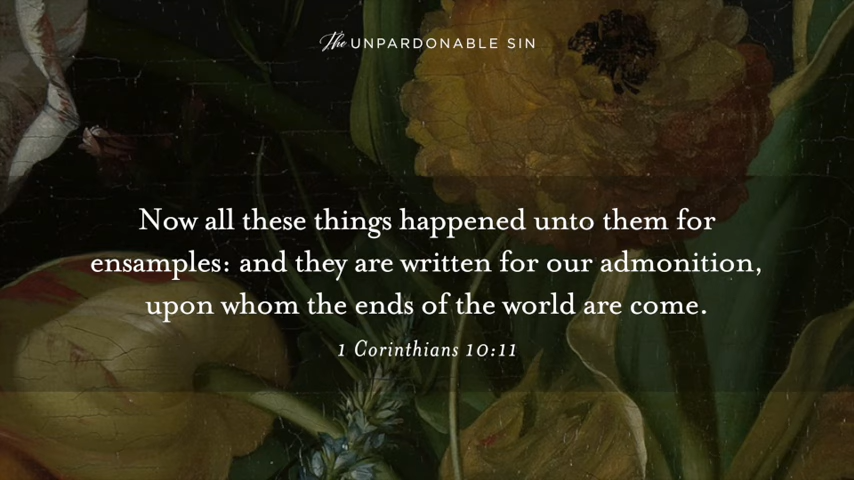 The UNPARDONABLE SIN
Now all these things happened unto them for
ensamples: and they are written for our admonition,
upon whom the ends of the world are come.
1 Corinthians 10:11